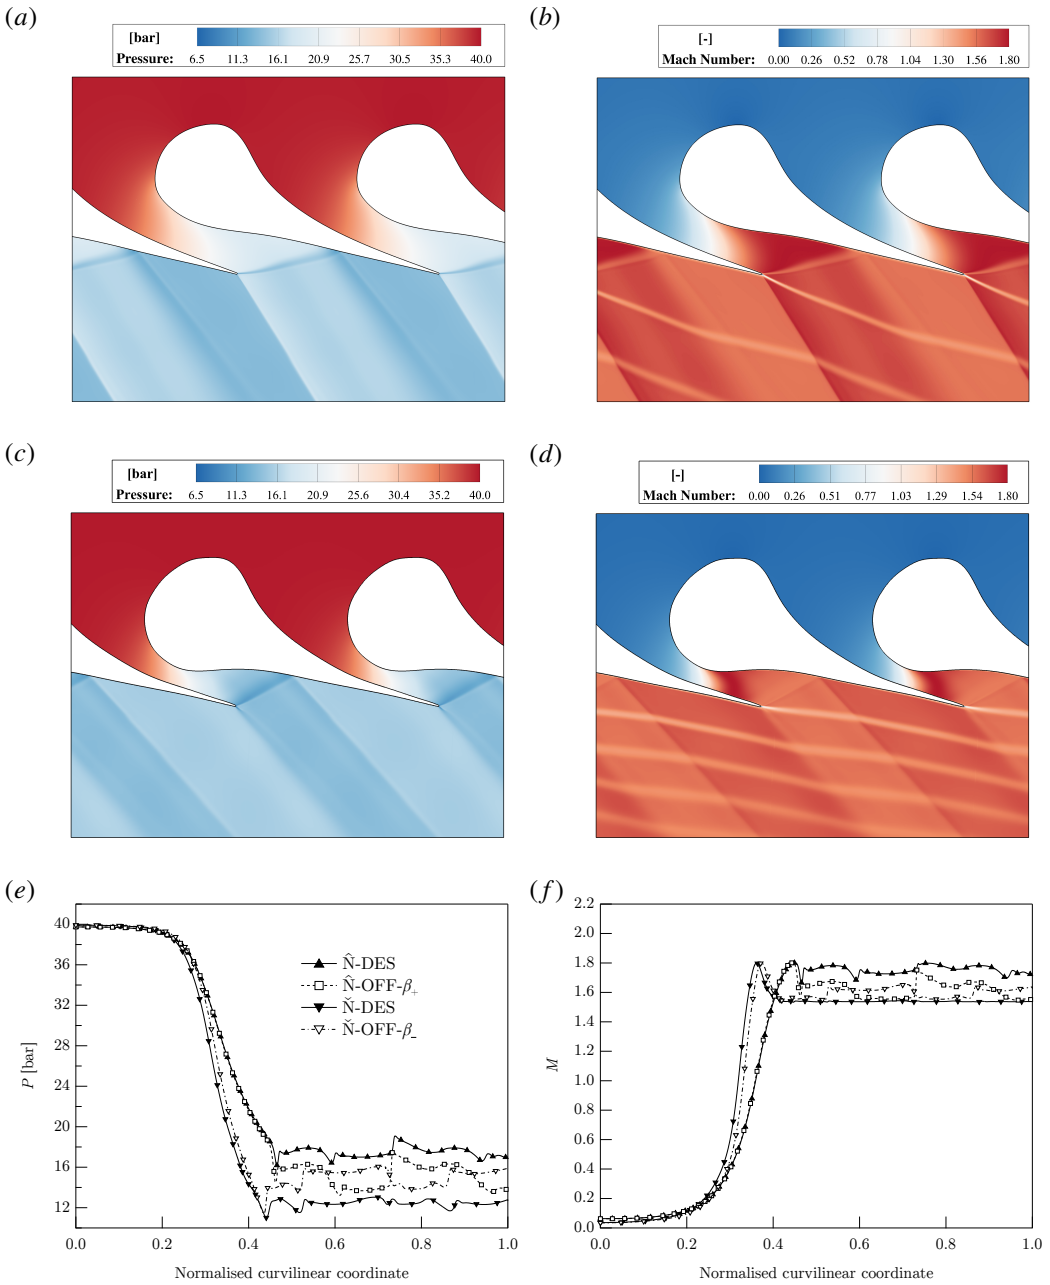 (a)
[bar]
Pressure: 6.5 11.3 16.1 20.9 25.7 30.5 35.3 40.0
(b)
[-]
Mach Number: 0.00 0.26 0.52 0.78 1.04 1.30 1.56 1.80
(c)
[bar]
Pressure: 6.5 11.3 16.1 20.9 25.6 30.4 35.2 40.0
(d)
[-]
Mach Number: 0.00 0.26 0.51 0.77 1.03 1.29 1.54 1.80
(e)
40
36
32
28
24
20
16
12
P [bar]
N̂-DES
N̂-OFF-β₊
Ň-DES
Ň-OFF-β₋
0.0 0.2 0.4 0.6 0.8 1.0
Normalised curvilinear coordinate
(f)
2.2
2.0
1.8
1.6
1.4
1.2
1.0
0.8
0.6
0.4
0.2
0.0
M
0.0 0.2 0.4 0.6 0.8 1.0
Normalised curvilinear coordinate